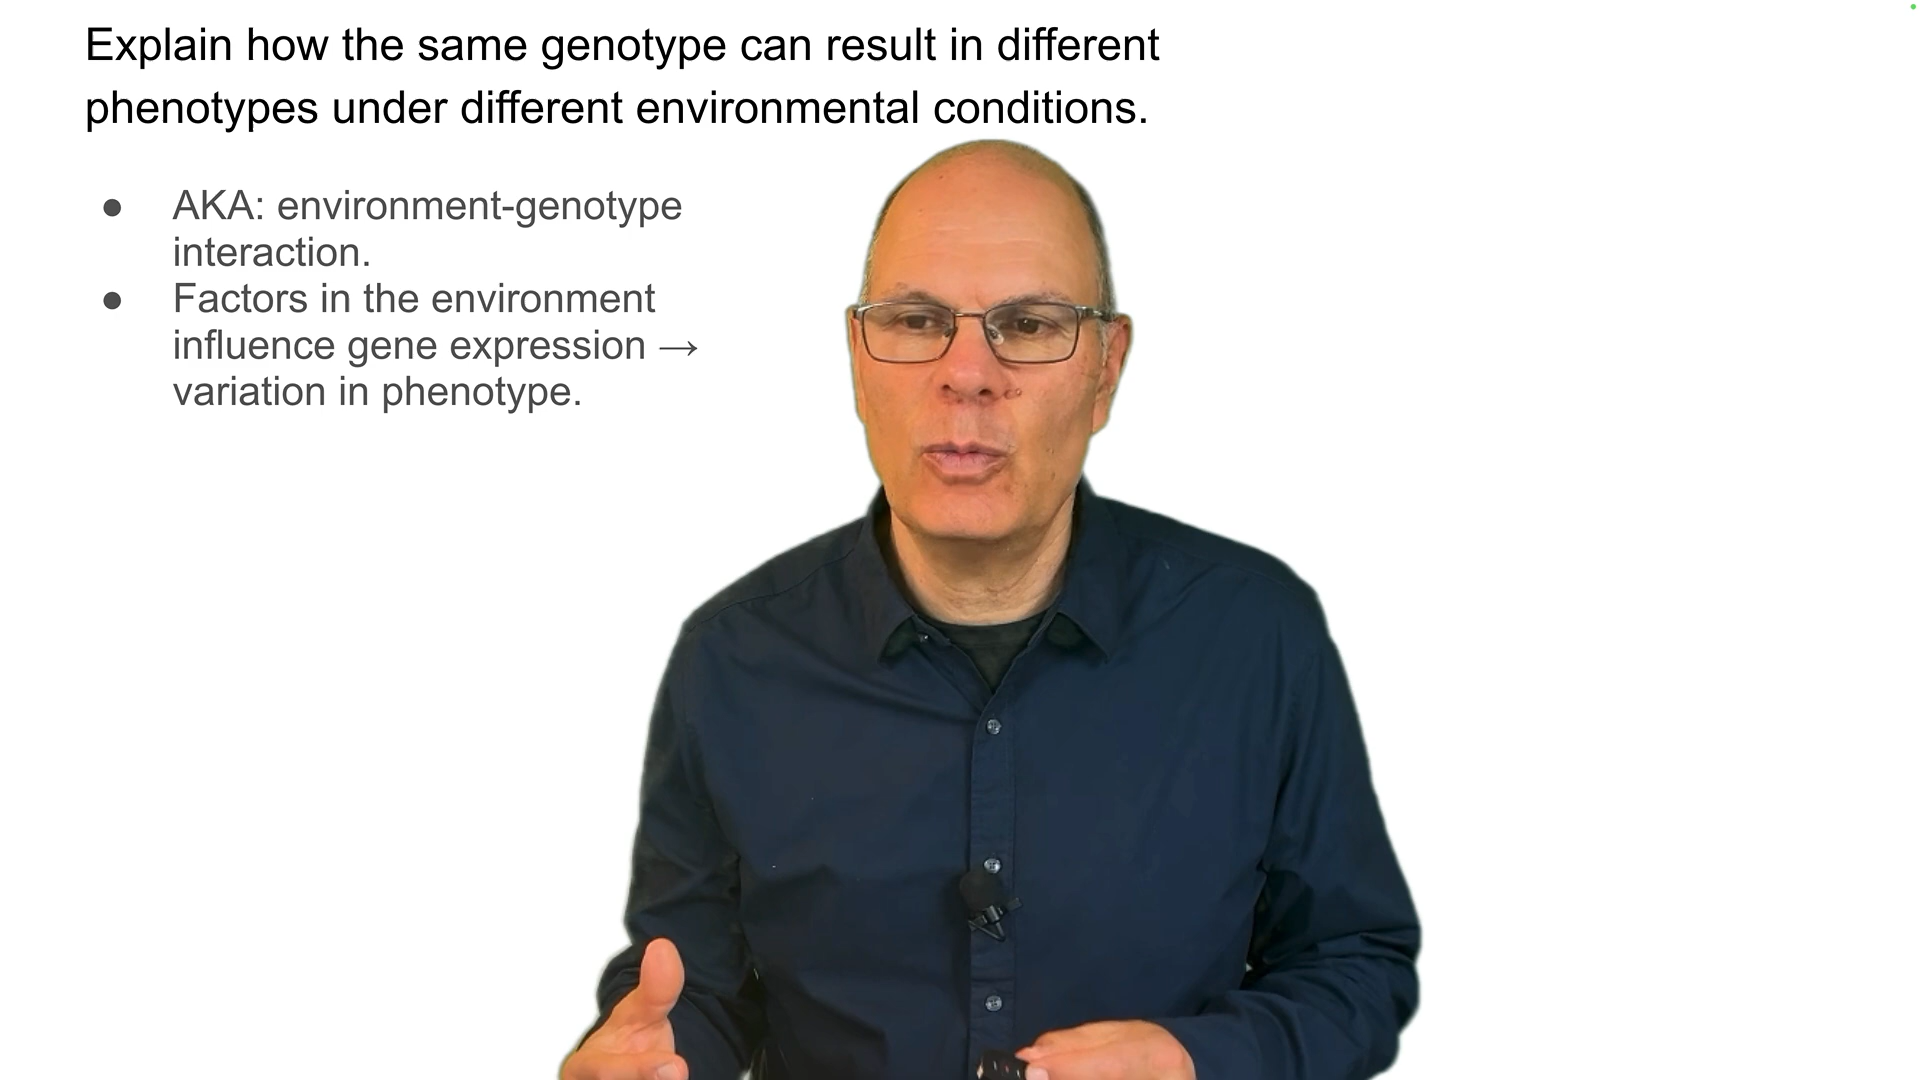 Explain how the same genotype can result in different
phenotypes under different environmental conditions.
● AKA: environment-genotype
interaction.
● Factors in the environment
influence gene expression →
variation in phenotype.